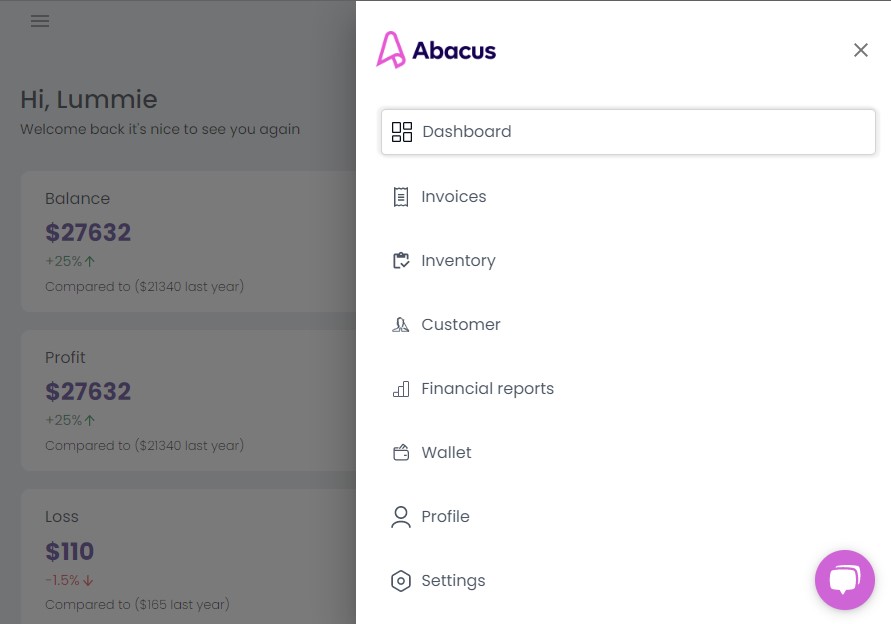 Hi, Lummie
Welcome back it's nice to see you again
Balance
$27632
+25%↑
Compared to ($21340 last year)
Profit
$27632
+25%↑
Compared to ($21340 last year)
Loss
$110
-1.5%↓
Compared to ($165 last year)
Abacus
Dashboard
Invoices
Inventory
Customer
Financial reports
Wallet
Profile
Settings